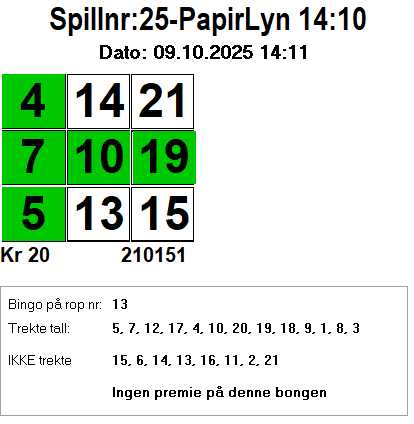 Spillnr:25-PapirLyn 14:10
Dato: 09.10.2025 14:11
4 14 21
7 10 19
5 13 15
Kr 20 210151
Bingo på rop nr: 13
Trekte tall: 5, 7, 12, 17, 4, 10, 20, 19, 18, 9, 1, 8, 3
IKKE trekte 15, 6, 14, 13, 16, 11, 2, 21
Ingen premie på denne bongen